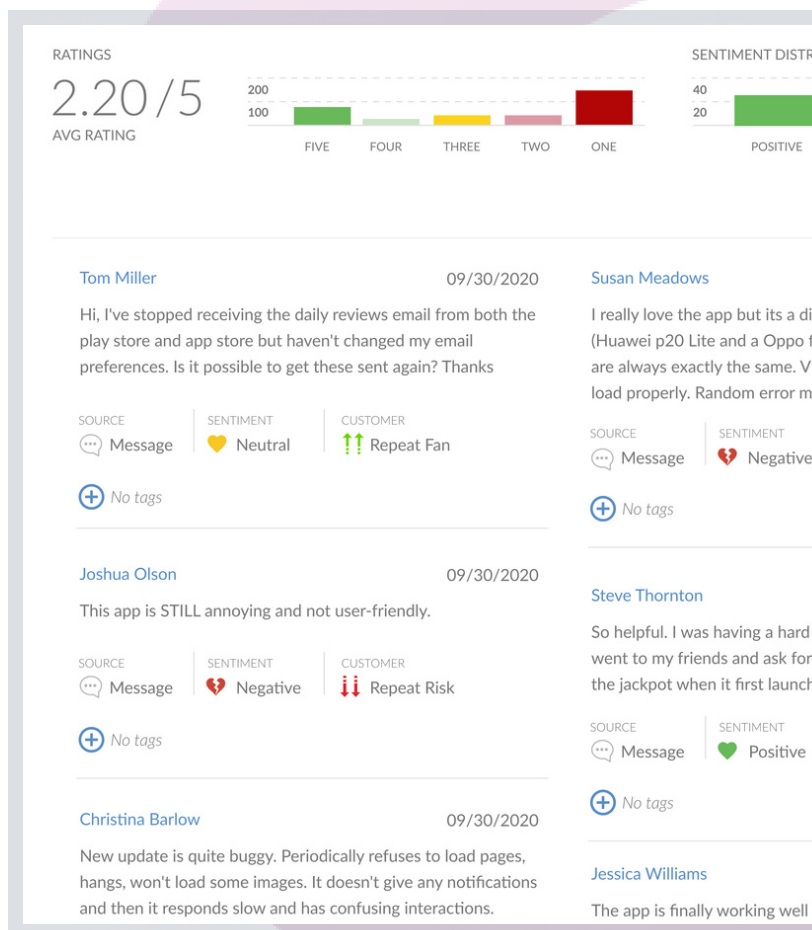 RATINGS
2.20/5
AVG RATING
200
100
FIVE FOUR THREE TWO ONE
SENTIMENT DISTR
40
20
POSITIVE
Tom Miller 09/30/2020
Hi, I've stopped receiving the daily reviews email from both the
play store and app store but haven't changed my email
preferences. Is it possible to get these sent again? Thanks
SOURCE SENTIMENT CUSTOMER
Message Neutral Repeat Fan
No tags
Joshua Olson 09/30/2020
This app is STILL annoying and not user-friendly.
SOURCE SENTIMENT CUSTOMER
Message Negative Repeat Risk
No tags
Christina Barlow 09/30/2020
New update is quite buggy. Periodically refuses to load pages,
hangs, won't load some images. It doesn't give any notifications
and then it responds slow and has confusing interactions.
Susan Meadows
I really love the app but its a di
(Huawei p20 Lite and a Oppo f
are always exactly the same. V
load properly. Random error m
SOURCE SENTIMENT
Message Negative
No tags
Steve Thornton
So helpful. I was having a hard
went to my friends and ask for
the jackpot when it first launch
SOURCE SENTIMENT
Message Positive
No tags
Jessica Williams
The app is finally working well